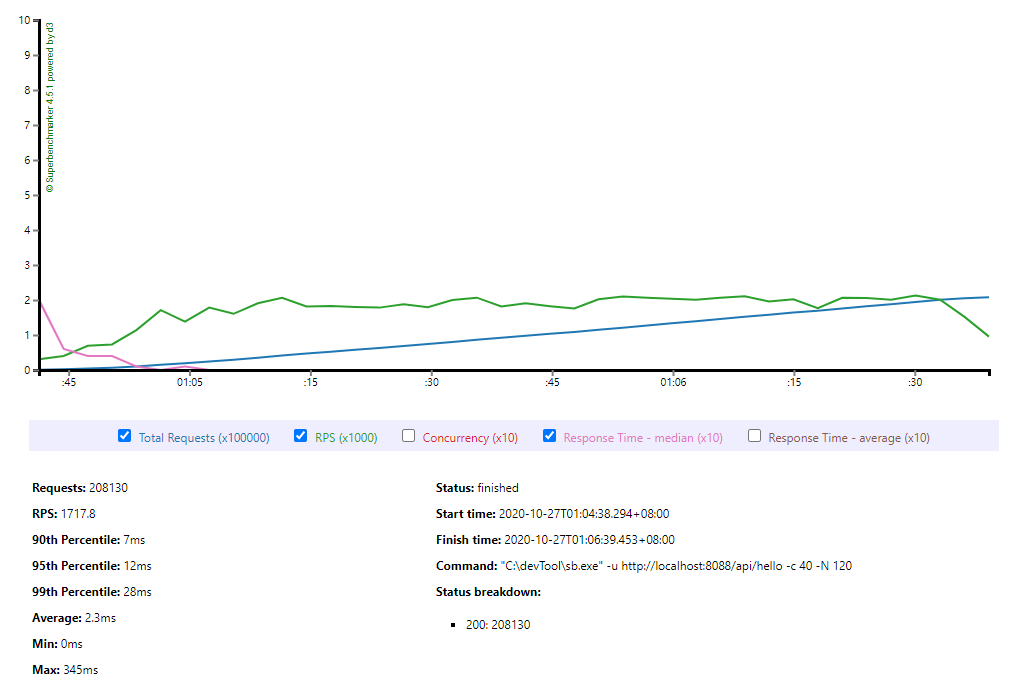 10
9
8
7
6
5
4
3
2
1
0
© Superbenchmarker 4.5.1 powered by d3
:45 01:05 :15 :30 :45 01:06 :15 :30
Total Requests (x100000) RPS (x1000) Concurrency (x10) Response Time - median (x10) Response Time - average (x10)
Requests: 208130
RPS: 1717.8
90th Percentile: 7ms
95th Percentile: 12ms
99th Percentile: 28ms
Average: 2.3ms
Min: 0ms
Max: 345ms
Status: finished
Start time: 2020-10-27T01:04:38.294+08:00
Finish time: 2020-10-27T01:06:39.453+08:00
Command: "C:\devTool\sb.exe" -u http://localhost:8088/api/hello -c 40 -N 120
Status breakdown:
200: 208130